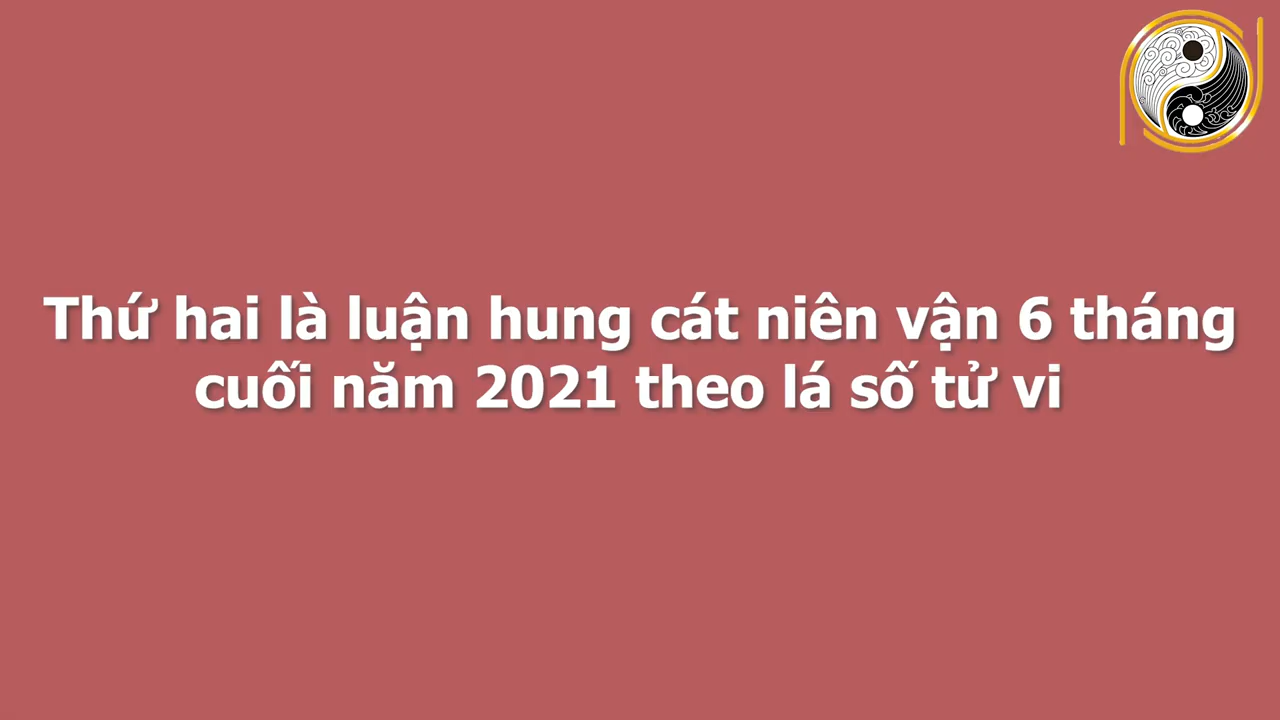 Thứ hai là luận hung cát niên vận 6 tháng
cuối năm 2021 theo lá số tử vi